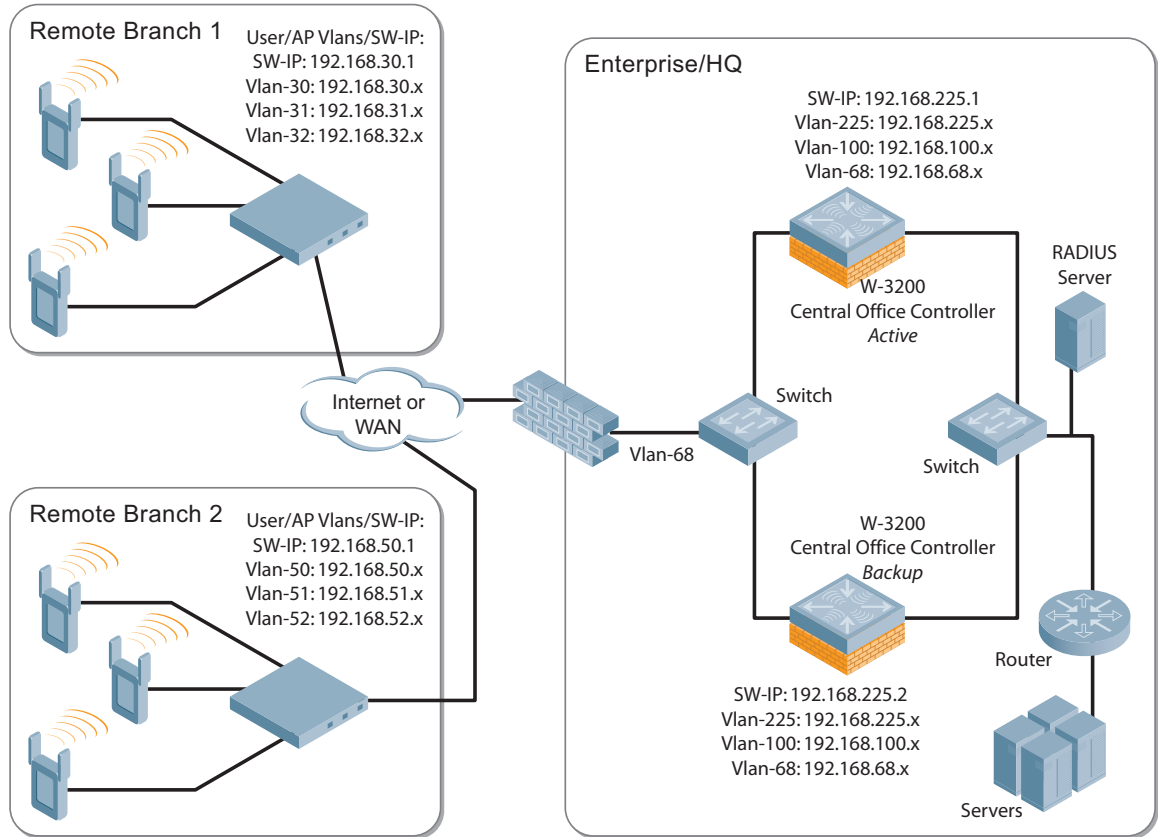 Remote Branch 1
User/AP Vlans/SW-IP:
SW-IP: 192.168.30.1
Vlan-30: 192.168.30.x
Vlan-31: 192.168.31.x
Vlan-32: 192.168.32.x
Internet or
WAN
Remote Branch 2
User/AP Vlans/SW-IP:
SW-IP: 192.168.50.1
Vlan-50: 192.168.50.x
Vlan-51: 192.168.51.x
Vlan-52: 192.168.52.x
Enterprise/HQ
SW-IP: 192.168.225.1
Vlan-225: 192.168.225.x
Vlan-100: 192.168.100.x
Vlan-68: 192.168.68.x
W-3200
Central Office Controller
Active
RADIUS
Server
Switch
Vlan-68
Switch
W-3200
Central Office Controller
Backup
SW-IP: 192.168.225.2
Vlan-225: 192.168.225.x
Vlan-100: 192.168.100.x
Vlan-68: 192.168.68.x
Router
Servers